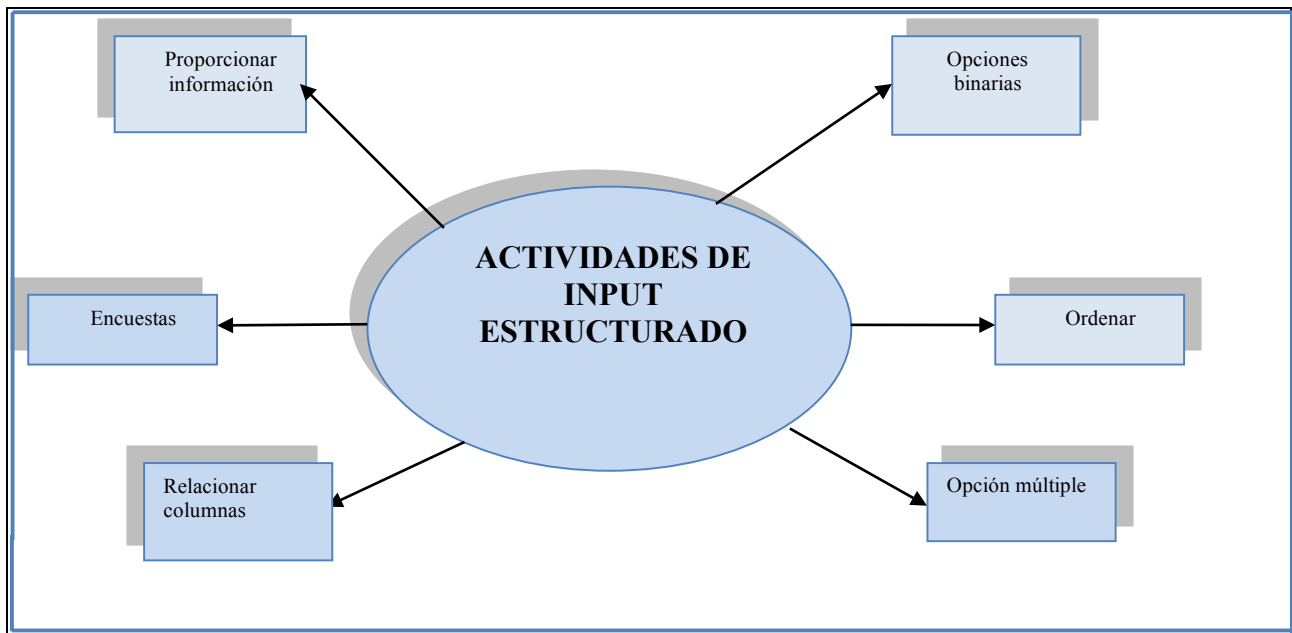 Proporcionar
información
Opciones
binarias
ACTIVIDADES DE
INPUT
ESTRUCTURADO
Encuestas
Ordenar
Relacionar
columnas
Opción múltiple